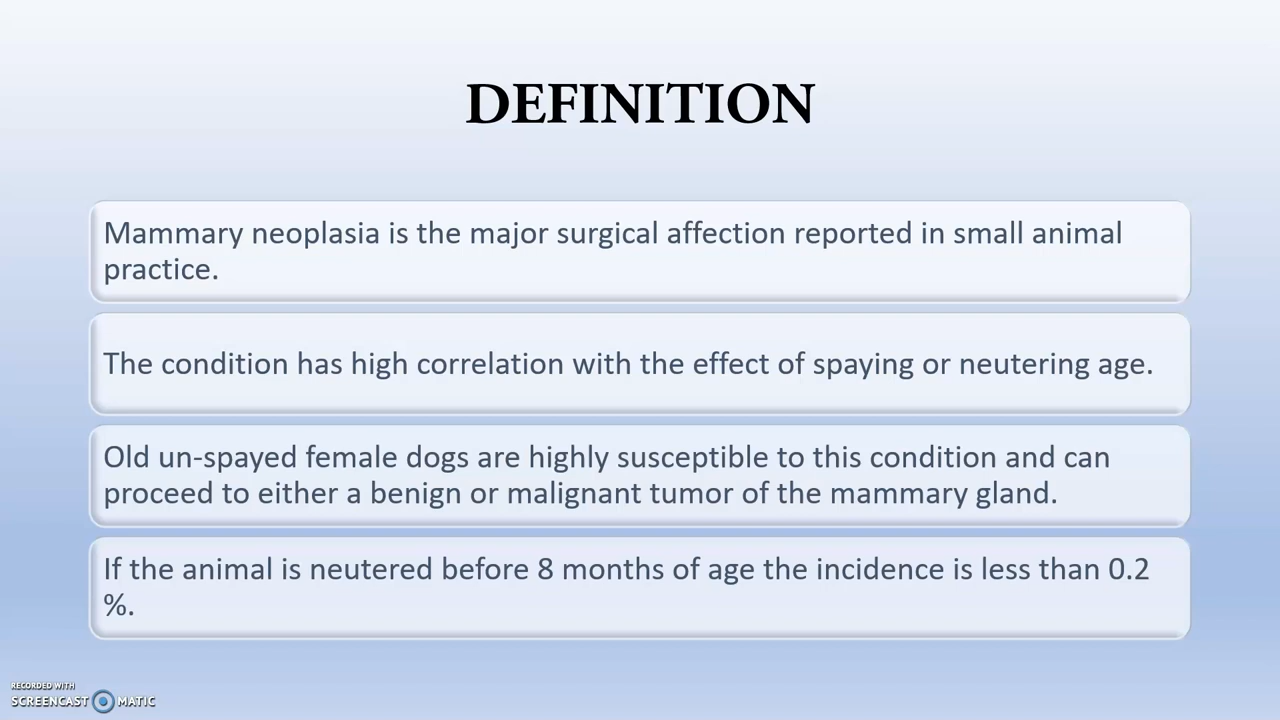 DEFINITION
Mammary neoplasia is the major surgical affection reported in small animal
practice.
The condition has high correlation with the effect of spaying or neutering age.
Old un-spayed female dogs are highly susceptible to this condition and can
proceed to either a benign or malignant tumor of the mammary gland.
If the animal is neutered before 8 months of age the incidence is less than 0.2
%.
RECORDED WITH
SCREENCAST MATIC